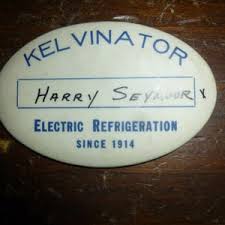 KELVINATOR
HARRY SEYMOUR
ELECTRIC REFRIGERATION
SINCE 1914